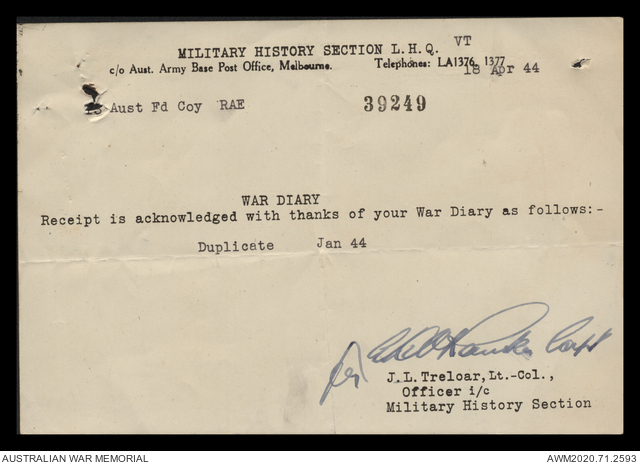 MILITARY HISTORY SECTION L.H.Q. VT
c/o Aust. Army Base Post Office, Melbourne. Telephones: LA1376, 1377
18 Apr 44
Aust Fd Coy RAE 39249
WAR DIARY
Receipt is acknowledged with thanks of your War Diary as follows:-
Duplicate Jan 44
for Capt
J.L. Treloar, Lt.-Col.,
Officer i/c
Military History Section
AUSTRALIAN WAR MEMORIAL AWM2020.71.2593